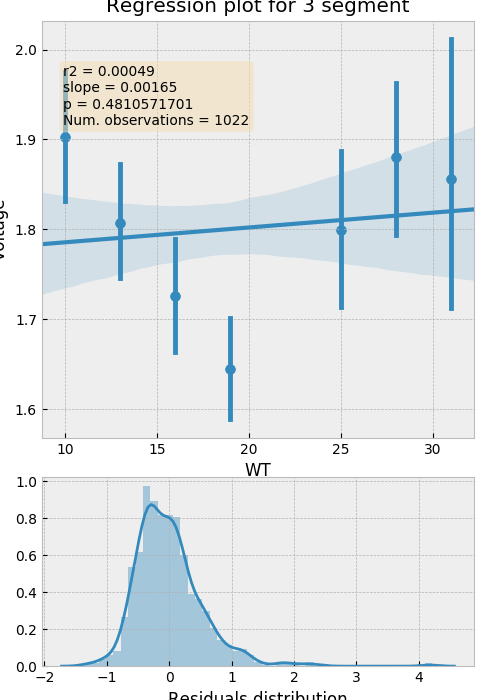 Regression plot for 3 segment
2.0
1.9
1.8
1.7
1.6
r2 = 0.00049
slope = 0.00165
p = 0.4810571701
Num. observations = 1022
10 15 20 25 30
WT
1.0
0.8
0.6
0.4
0.2
0.0
−2 −1 0 1 2 3 4
Residuals distribution